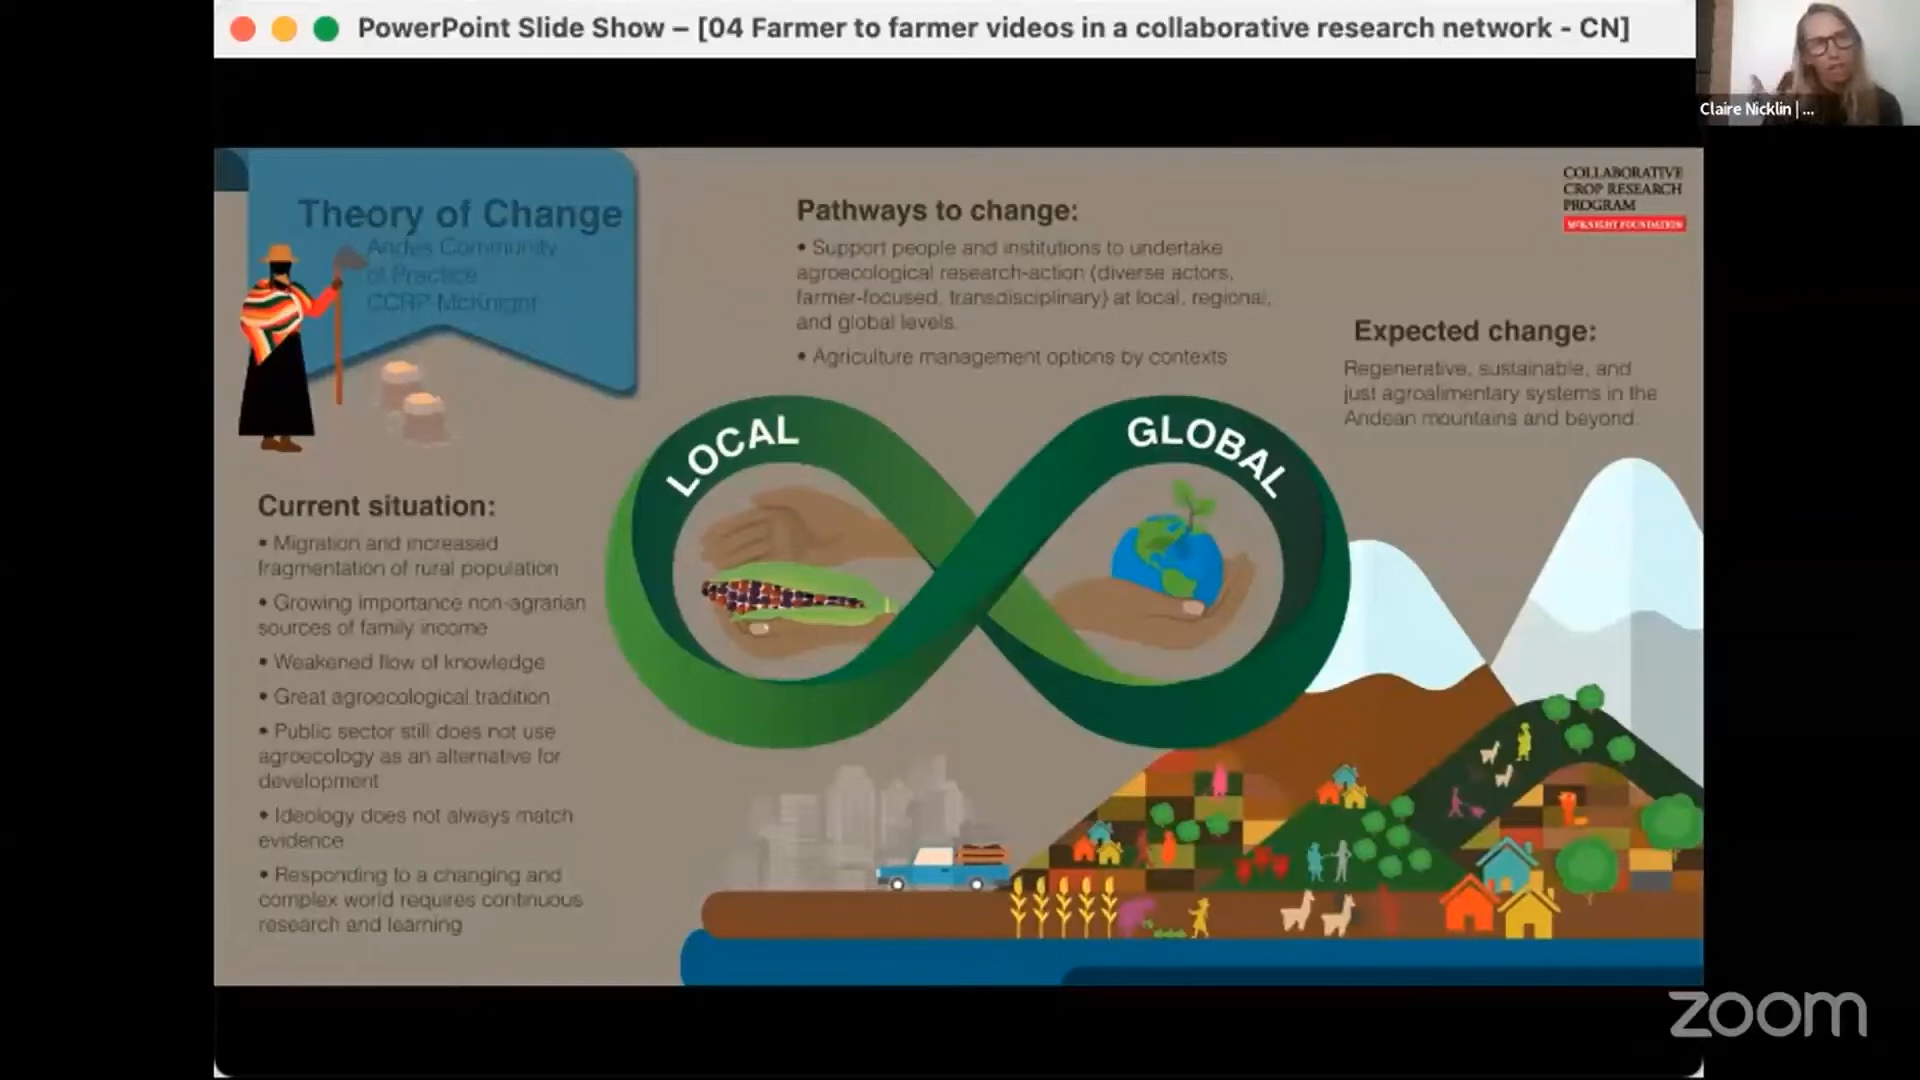 PowerPoint Slide Show – [04 Farmer to farmer videos in a collaborative research network - CN]
Claire Nicklin | ...
Theory of Change
Andes Community
of Practice
CCRP McKnight
Pathways to change:
• Support people and institutions to undertake
agroecological research-action (diverse actors,
farmer-focused, transdisciplinary) at local, regional,
and global levels.
• Agriculture management options by contexts
COLLABORATIVE
CROP RESEARCH
PROGRAM
McKNIGHT FOUNDATION
Expected change:
Regenerative, sustainable, and
just agroalimentary systems in the
Andean mountains and beyond.
LOCAL
GLOBAL
Current situation:
• Migration and increased
fragmentation of rural population
• Growing importance non-agrarian
sources of family income
• Weakened flow of knowledge
• Great agroecological tradition
• Public sector still does not use
agroecology as an alternative for
development
• Ideology does not always match
evidence
• Responding to a changing and
complex world requires continuous
research and learning
zoom